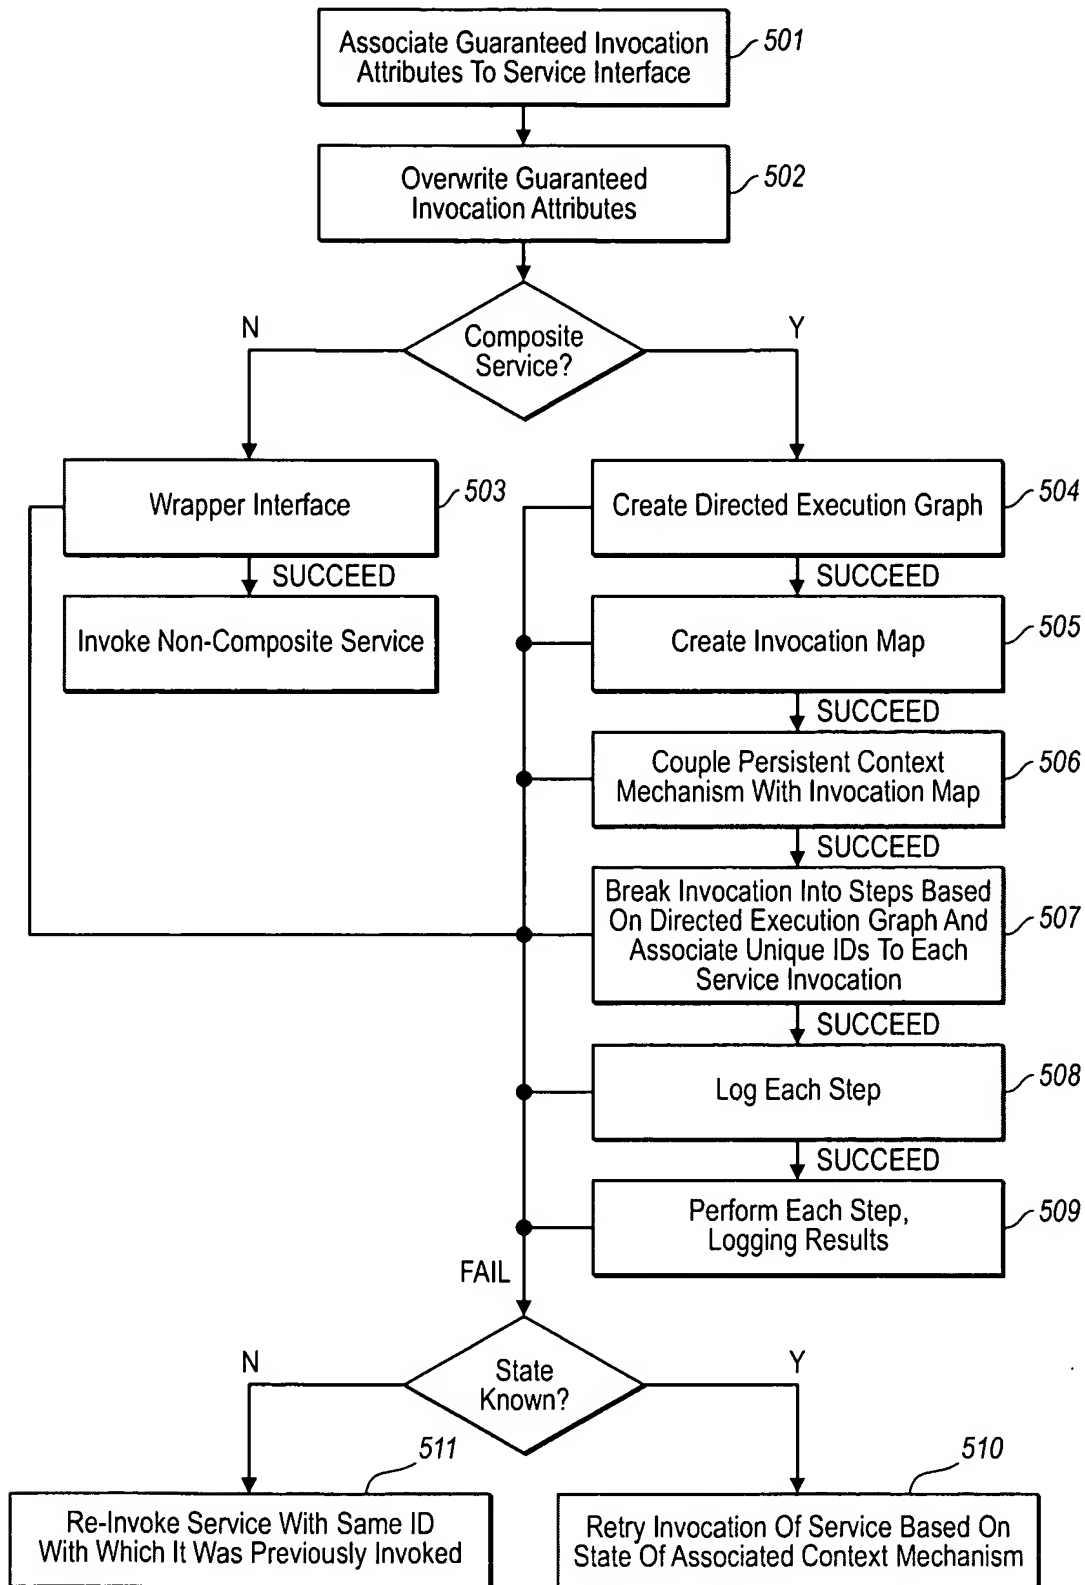 Associate Guaranteed Invocation
Attributes To Service Interface
501
Overwrite Guaranteed
Invocation Attributes
502
Composite
Service?
N
Y
Wrapper Interface
503
SUCCEED
Invoke Non-Composite Service
Create Directed Execution Graph
504
SUCCEED
Create Invocation Map
505
SUCCEED
Couple Persistent Context
Mechanism With Invocation Map
506
SUCCEED
Break Invocation Into Steps Based
On Directed Execution Graph And
Associate Unique IDs To Each
Service Invocation
507
SUCCEED
Log Each Step
508
SUCCEED
Perform Each Step,
Logging Results
509
FAIL
State
Known?
N
Y
511
Re-Invoke Service With Same ID
With Which It Was Previously Invoked
510
Retry Invocation Of Service Based On
State Of Associated Context Mechanism